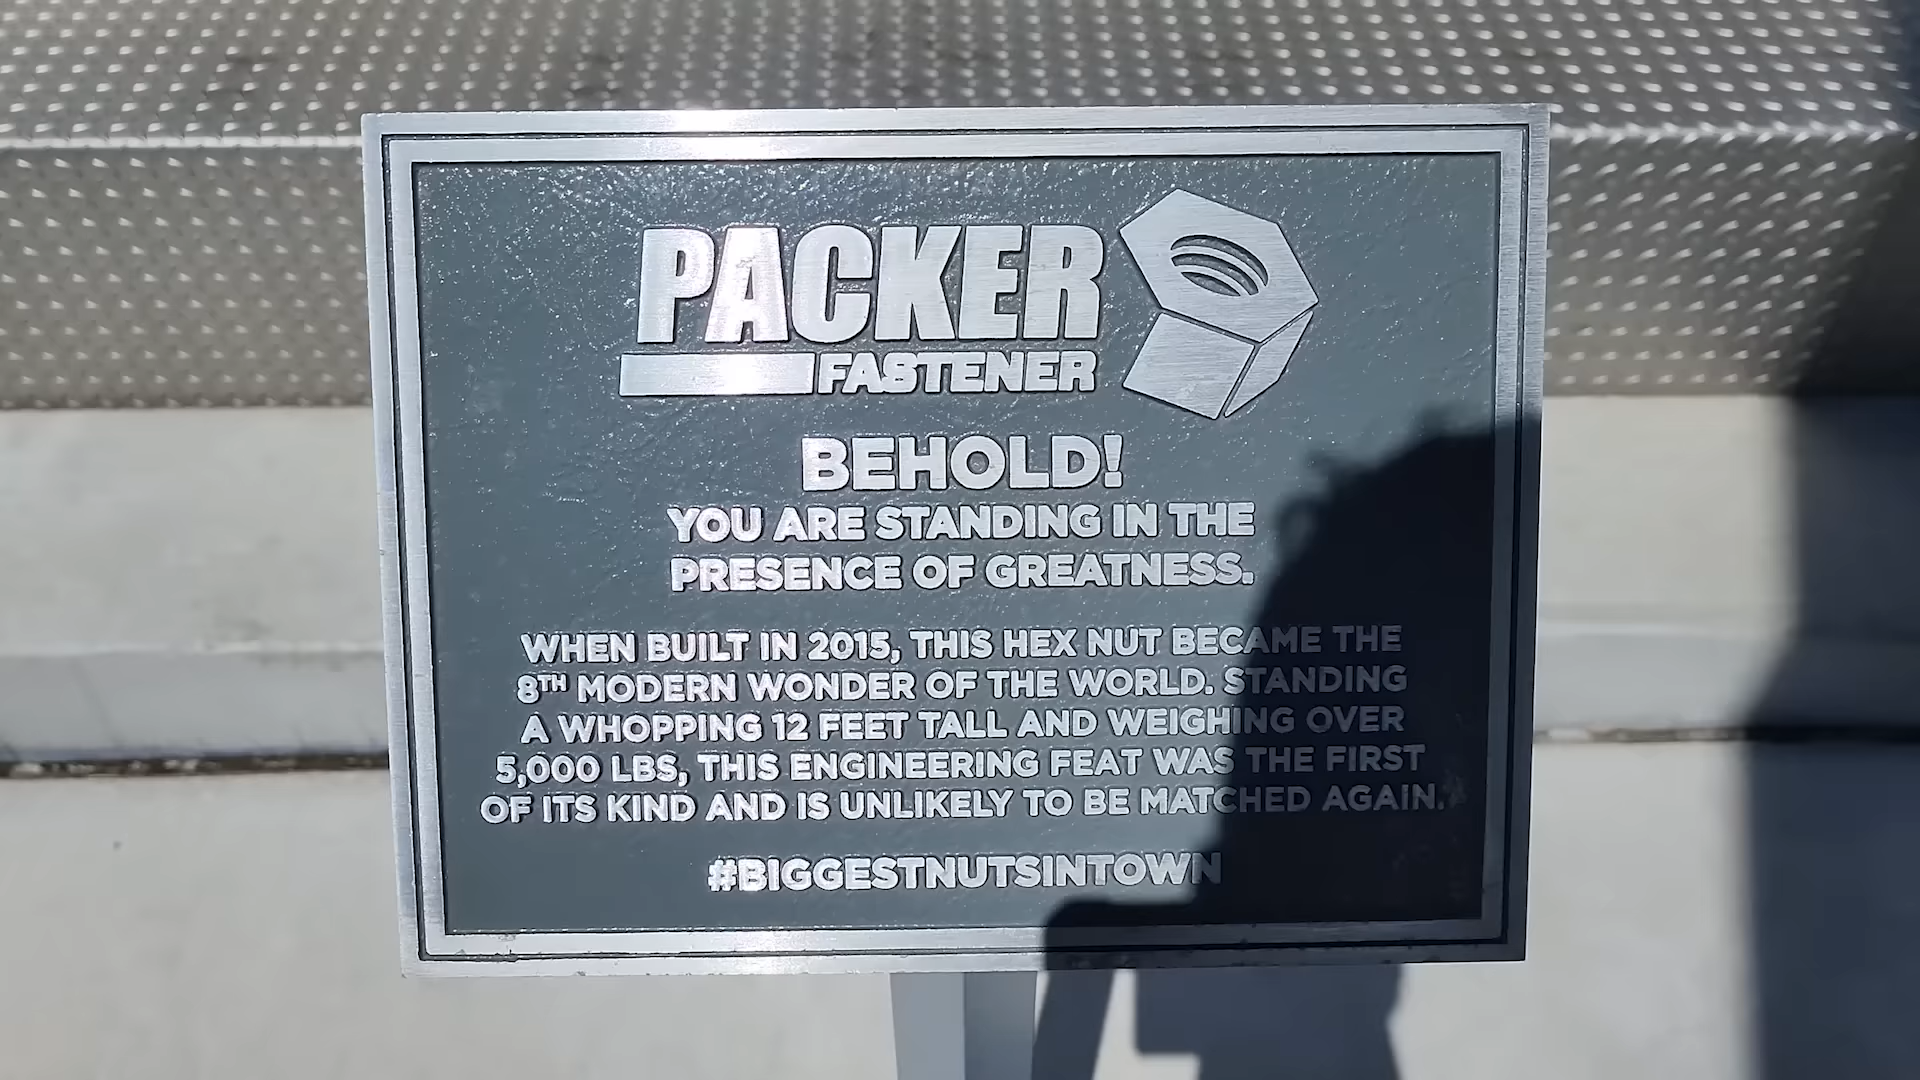 PACKER
FASTENER
BEHOLD!
YOU ARE STANDING IN THE
PRESENCE OF GREATNESS.
WHEN BUILT IN 2015, THIS HEX NUT BECAME THE
8TH MODERN WONDER OF THE WORLD. STANDING
A WHOPPING 12 FEET TALL AND WEIGHING OVER
5,000 LBS, THIS ENGINEERING FEAT WAS THE FIRST
OF ITS KIND AND IS UNLIKELY TO BE MATCHED AGAIN.
#BIGGESTNUTSINTOWN